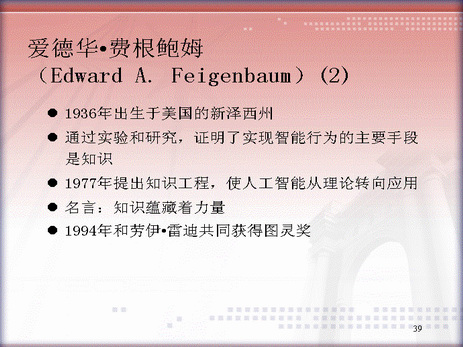 爱德华•费根鲍姆
（Edward A. Feigenbaum）(2)
● 1936年出生于美国的新泽西州
● 通过实验和研究，证明了实现智能行为的主要手段
是知识
● 1977年提出知识工程，使人工智能从理论转向应用
● 名言：知识蕴藏着力量
● 1994年和劳伊•雷迪共同获得图灵奖
39